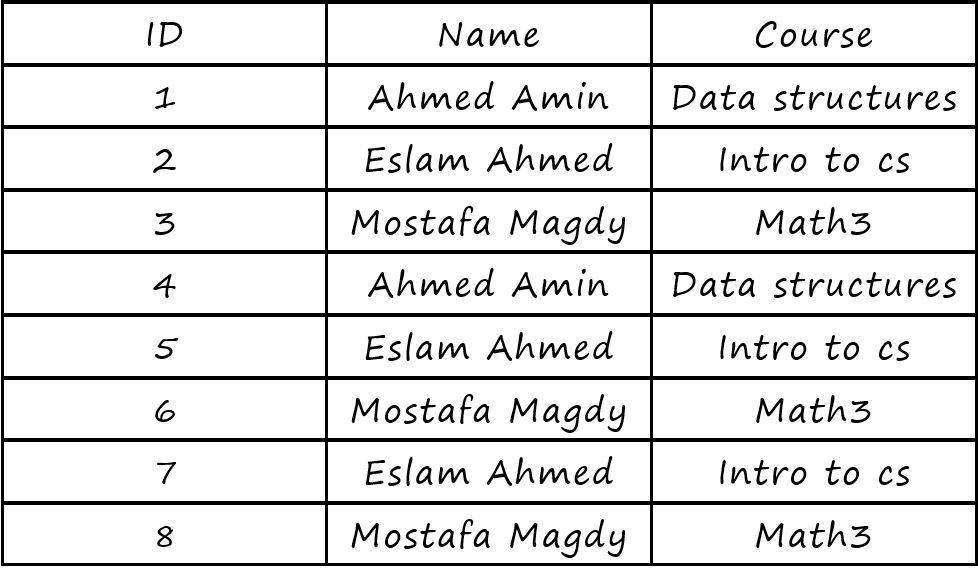 ID Name Course
1 Ahmed Amin Data structures
2 Eslam Ahmed Intro to cs
3 Mostafa Magdy Math3
4 Ahmed Amin Data structures
5 Eslam Ahmed Intro to cs
6 Mostafa Magdy Math3
7 Eslam Ahmed Intro to cs
8 Mostafa Magdy Math3